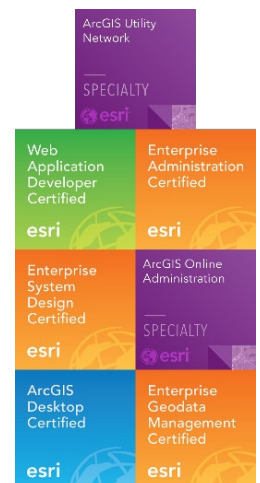 ArcGIS Utility
Network
SPECIALTY
esri
Web
Application
Developer
Certified
esri
Enterprise
Administration
Certified
esri
Enterprise
System
Design
Certified
esri
ArcGIS Online
Administration
SPECIALTY
esri
ArcGIS
Desktop
Certified
esri
Enterprise
Geodata
Management
Certified
esri